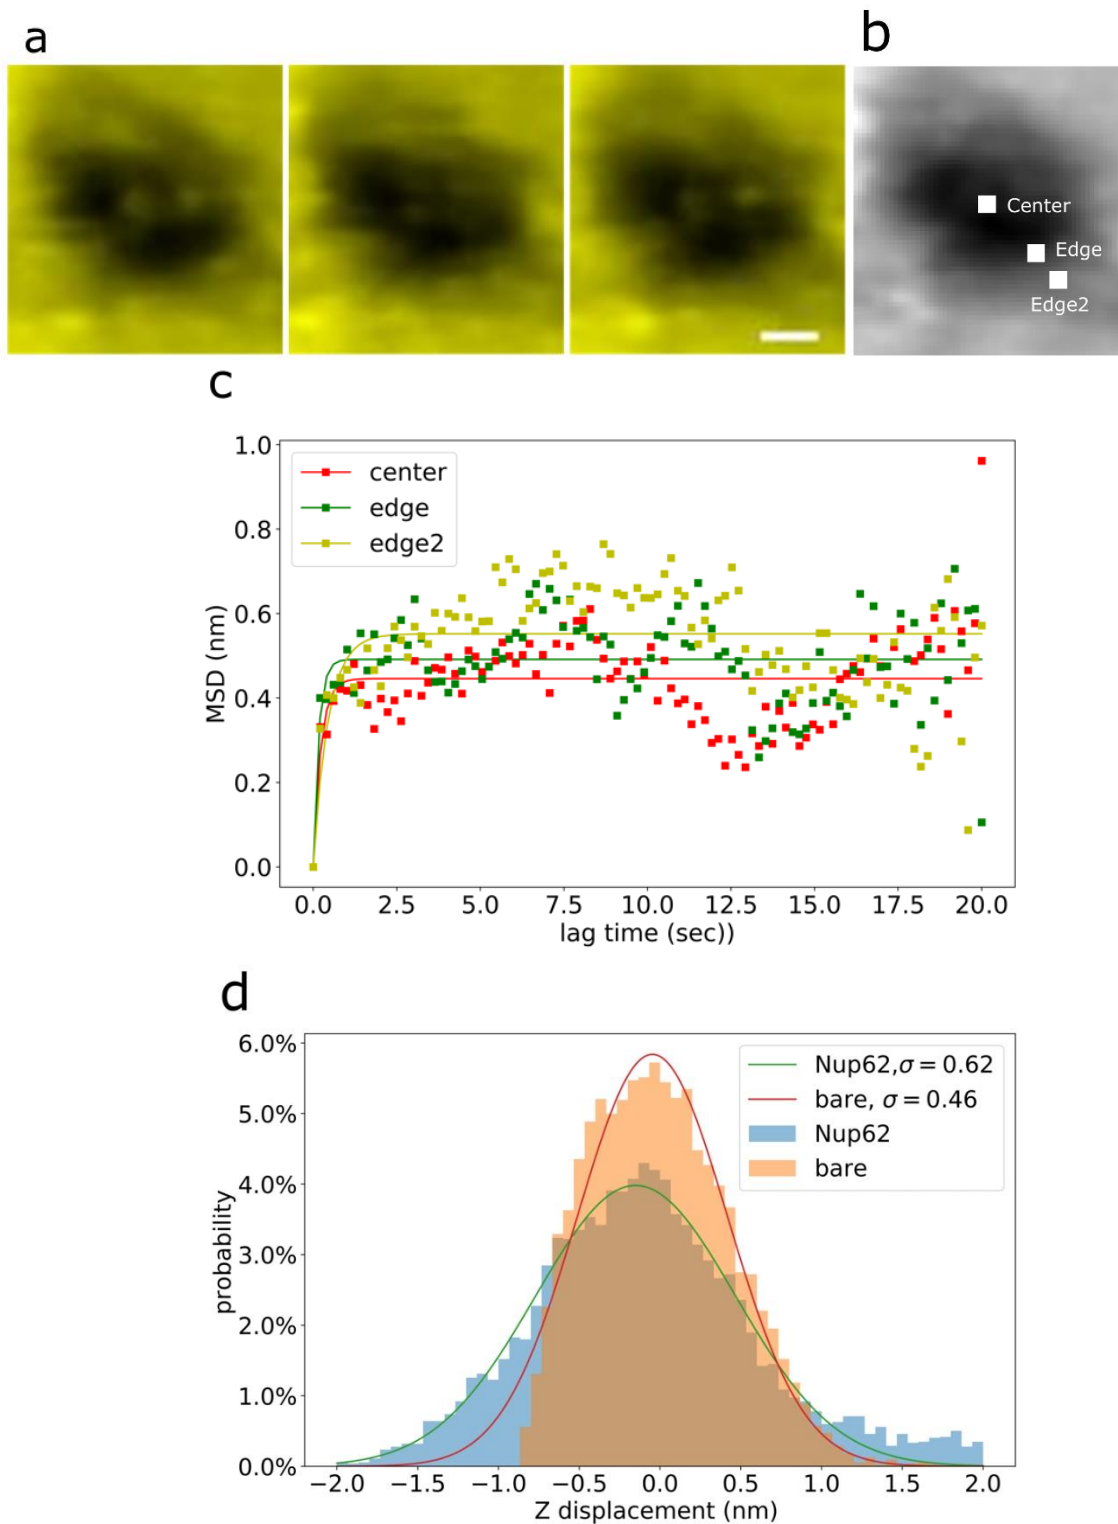 a
b
Center
Edge
Edge2
c
1.0
0.8
0.6
0.4
0.2
0.0
MSD (nm)
center
edge
edge2
0.0 2.5 5.0 7.5 10.0 12.5 15.0 17.5 20.0
lag time (sec))
d
6.0%
5.0%
4.0%
3.0%
2.0%
1.0%
0.0%
probability
Nup62,σ = 0.62
bare, σ = 0.46
Nup62
bare
−2.0 −1.5 −1.0 −0.5 0.0 0.5 1.0 1.5 2.0
Z displacement (nm)